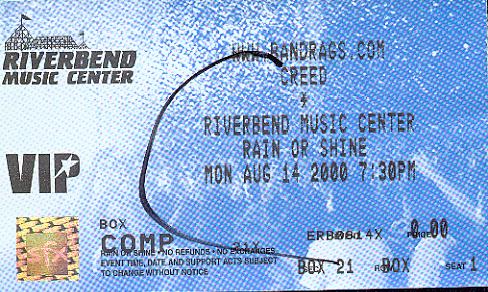 RIVERBEND
MUSIC CENTER
VIP
WWW.BANDRAGS.COM
CREED
*
RIVERBEND MUSIC CENTER
RAIN OR SHINE
MON AUG 14 2000 7:30PM
BOX
COMP
ERB0814X 0.00
RAIN OR SHINE • NO REFUNDS • NO EXCHANGES
EVENT TIME, DATE AND SUPPORT ACTS SUBJECT
TO CHANGE WITHOUT NOTICE
BOX 21 BOX SEAT 1